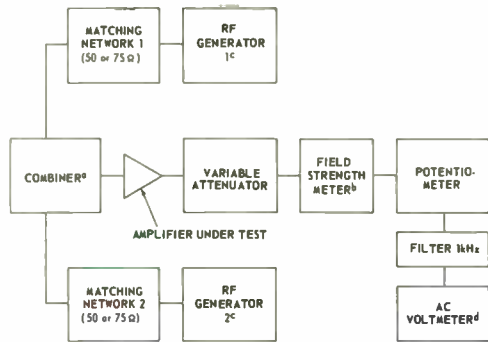 MATCHING
NETWORK 1
(50 or 75Ω)
RF
GENERATOR
1ᶜ
COMBINERᵃ
VARIABLE
ATTENUATOR
FIELD
STRENGTH
METERᵇ
POTENTIO-
METER
AMPLIFIER UNDER TEST
FILTER 1kHz
MATCHING
NETWORK 2
(50 or 75Ω)
RF
GENERATOR
2ᶜ
AC
VOLTMETERᵈ